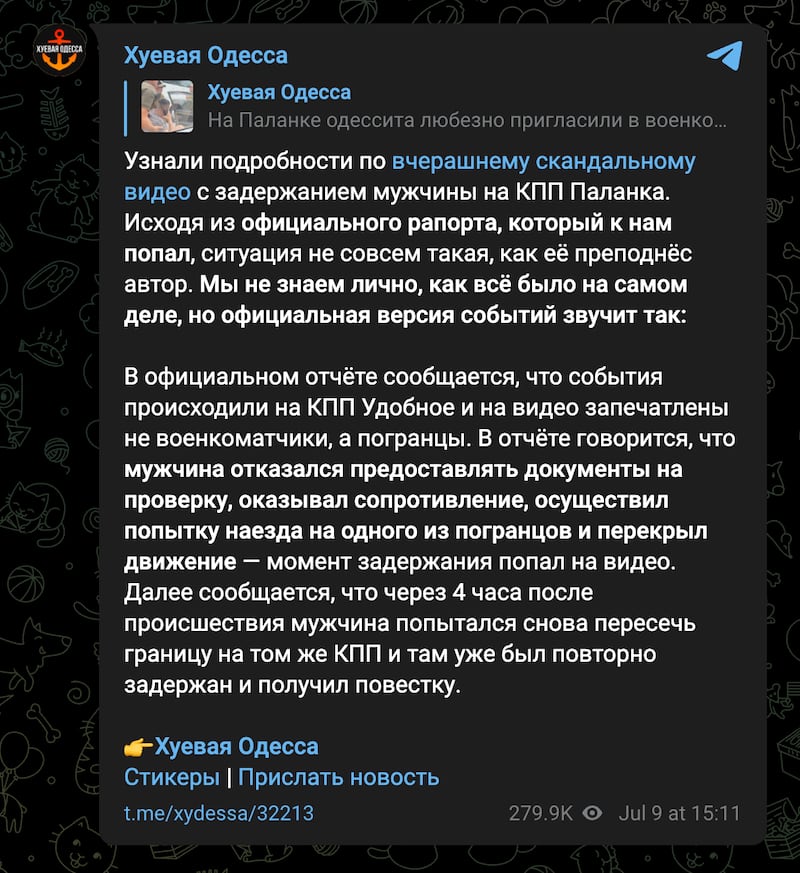 ХУЕВАЯ ОДЕССА
Хуевая Одесса
Хуевая Одесса
На Паланке одессита любезно пригласили в военко...
Узнали подробности по вчерашнему скандальному
видео с задержанием мужчины на КПП Паланка.
Исходя из официального рапорта, который к нам
попал, ситуация не совсем такая, как её преподнёс
автор. Мы не знаем лично, как всё было на самом
деле, но официальная версия событий звучит так:
В официальном отчёте сообщается, что события
происходили на КПП Удобное и на видео запечатлены
не военкоматчики, а погранцы. В отчёте говорится, что
мужчина отказался предоставлять документы на
проверку, оказывал сопротивление, осуществил
попытку наезда на одного из погранцов и перекрыл
движение — момент задержания попал на видео.
Далее сообщается, что через 4 часа после
происшествия мужчина попытался снова пересечь
границу на том же КПП и там уже был повторно
задержан и получил повестку.
👉Хуевая Одесса
Стикеры | Прислать новость
t.me/xydessa/32213 279.9K Jul 9 at 15:11